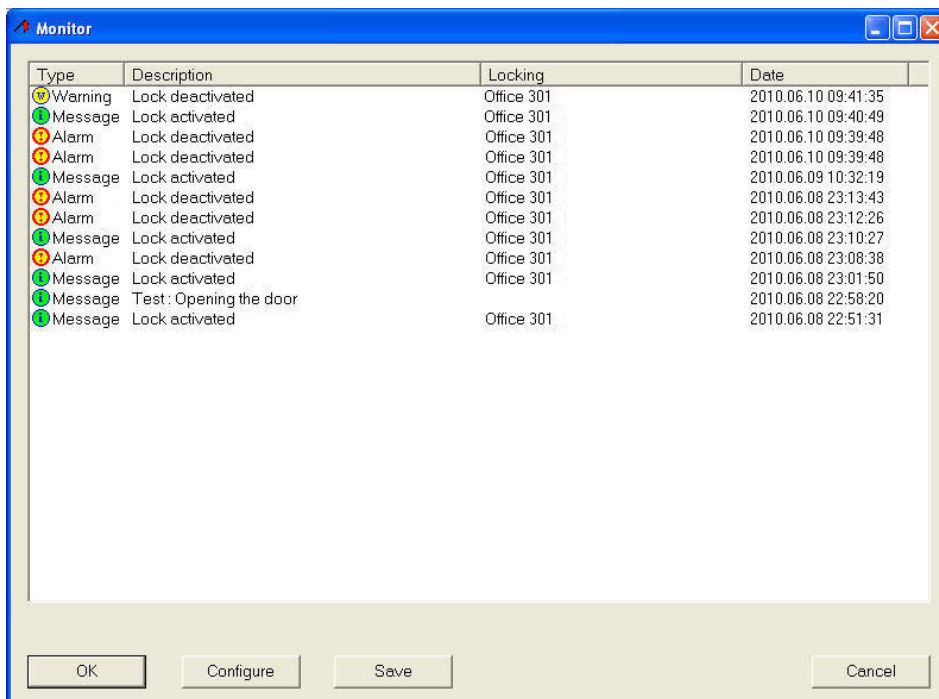 Monitor
Type Description Locking Date
Warning Lock deactivated Office 301 2010.06.10 09:41:35
Message Lock activated Office 301 2010.06.10 09:40:49
Alarm Lock deactivated Office 301 2010.06.10 09:39:48
Alarm Lock deactivated Office 301 2010.06.10 09:39:48
Message Lock activated Office 301 2010.06.09 10:32:19
Alarm Lock deactivated Office 301 2010.06.08 23:13:43
Alarm Lock deactivated Office 301 2010.06.08 23:12:26
Message Lock activated Office 301 2010.06.08 23:10:27
Alarm Lock deactivated Office 301 2010.06.08 23:08:38
Message Lock activated Office 301 2010.06.08 23:01:50
Message Test : Opening the door 2010.06.08 22:58:20
Message Lock activated Office 301 2010.06.08 22:51:31
OK Configure Save Cancel